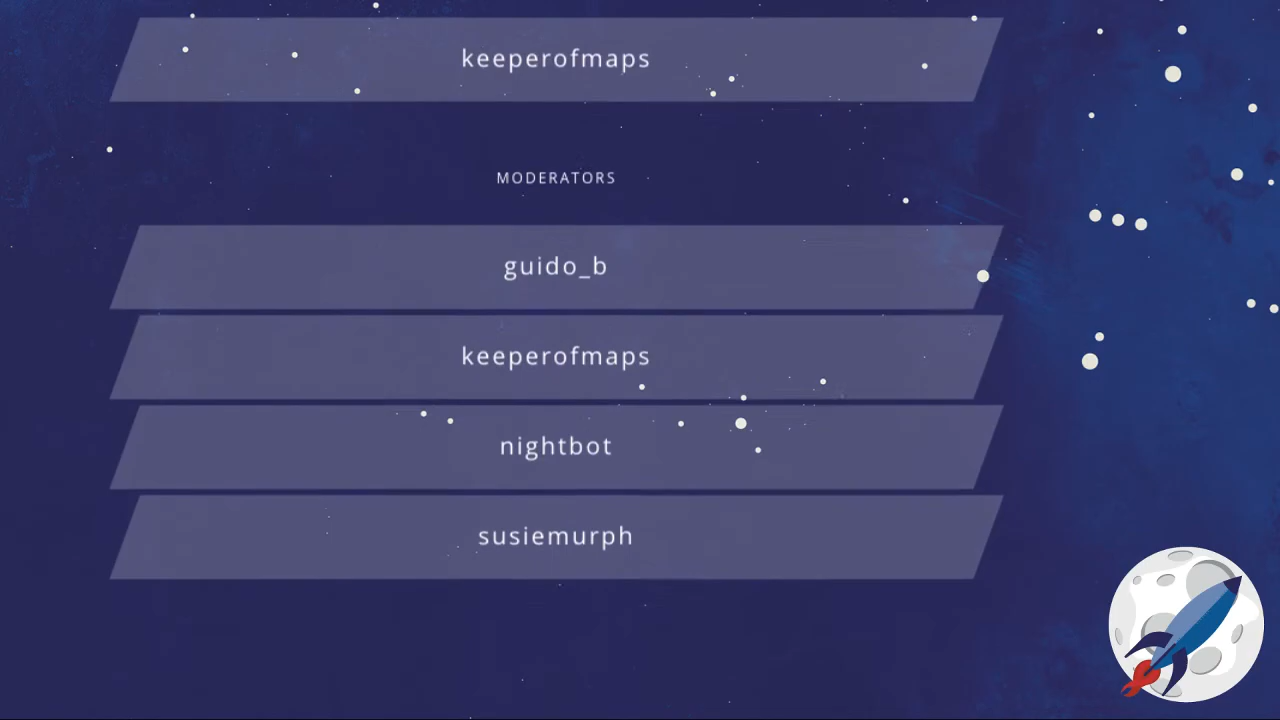 keeperofmaps
MODERATORS
guido_b
keeperofmaps
nightbot
susiemurph